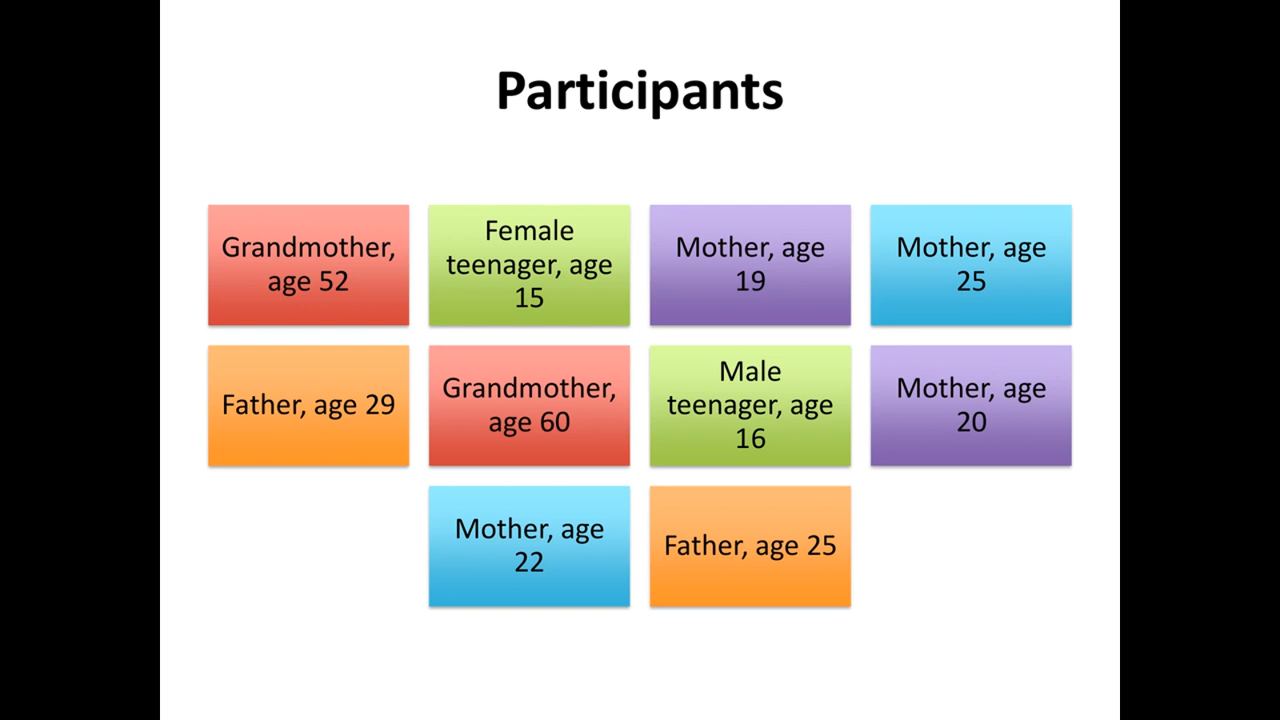 Participants
Grandmother,
age 52
Female
teenager, age
15
Mother, age
19
Mother, age
25
Father, age 29
Grandmother,
age 60
Male
teenager, age
16
Mother, age
20
Mother, age
22
Father, age 25